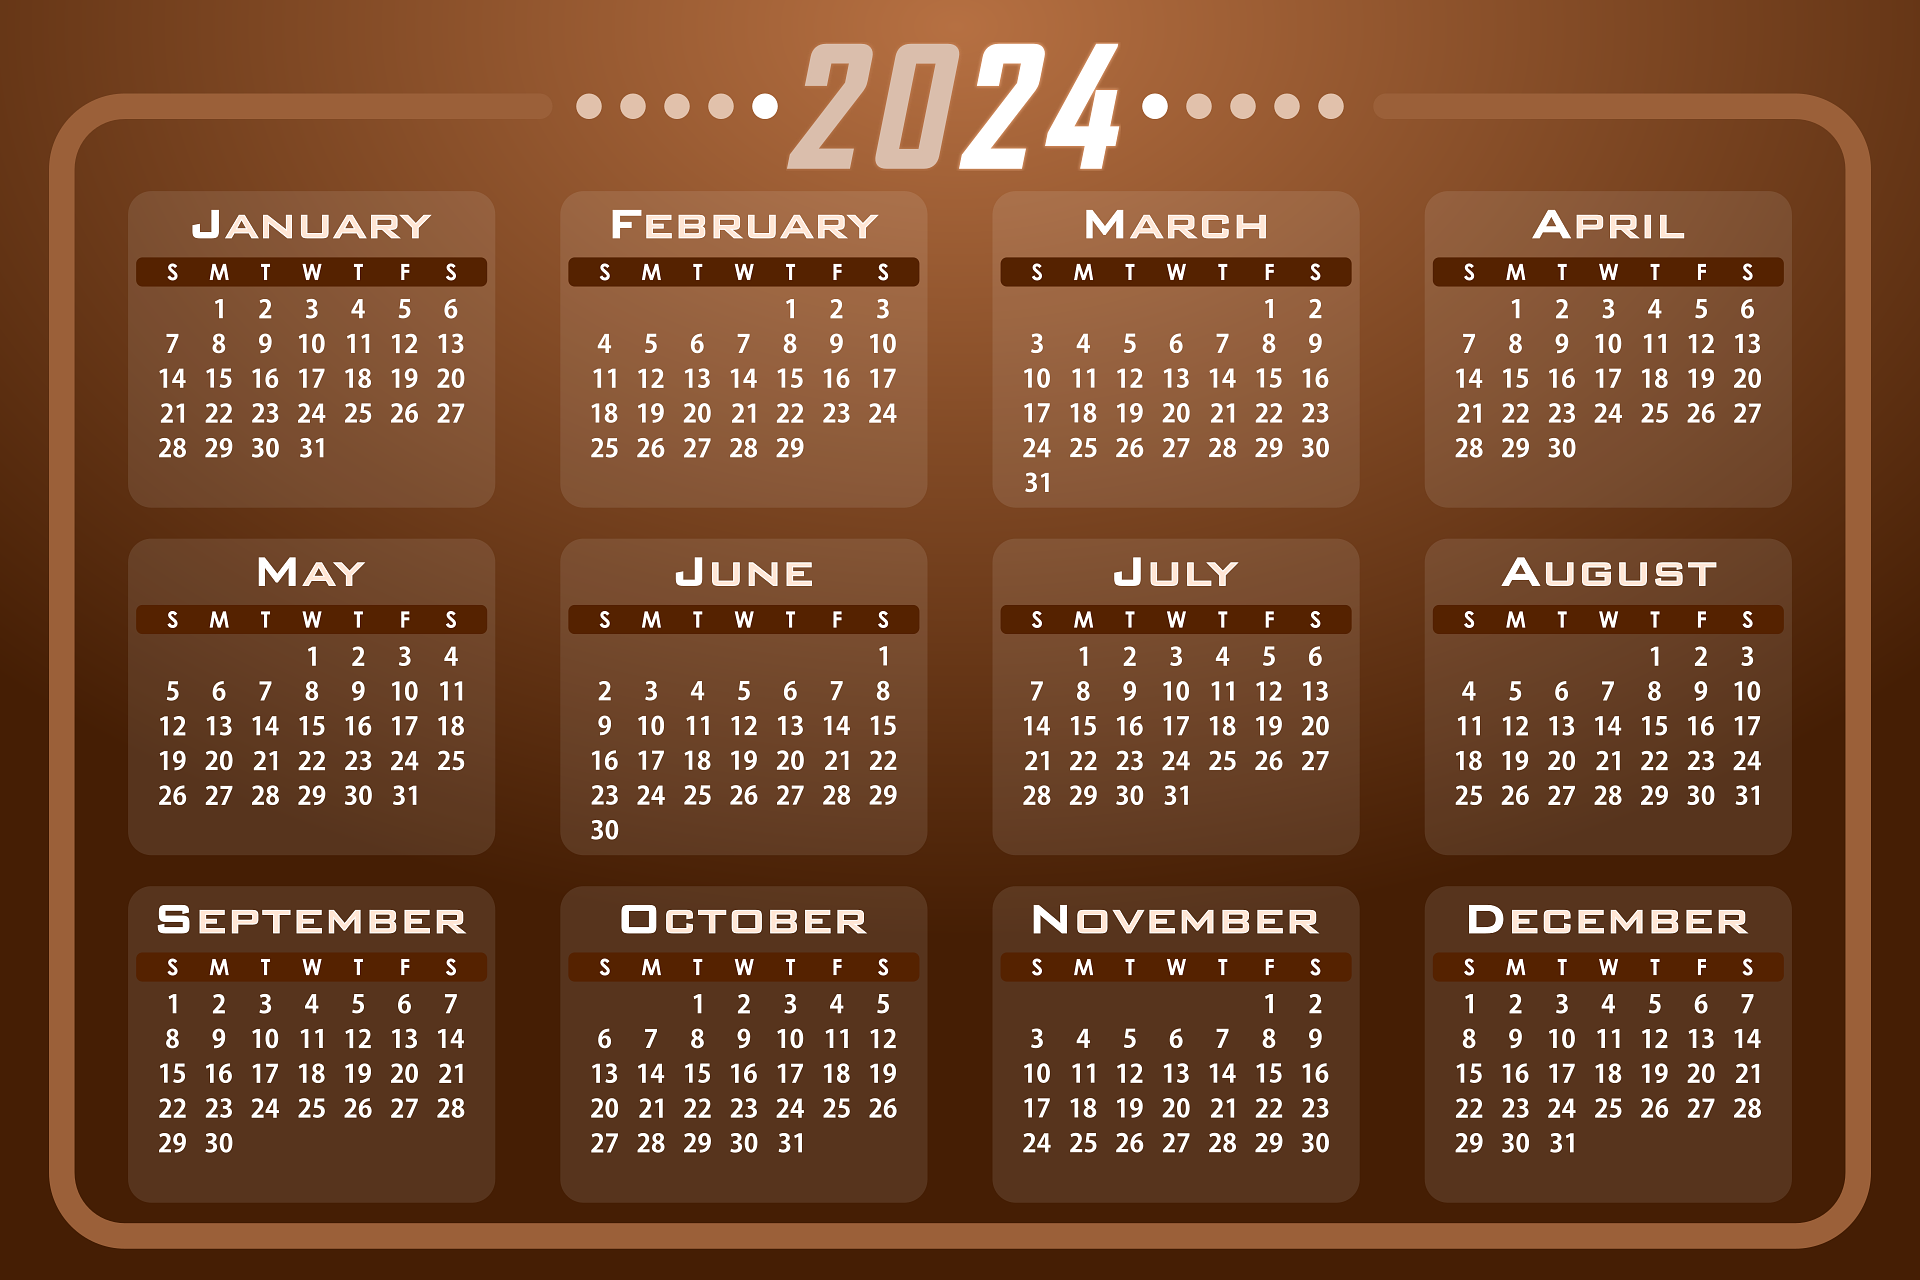 2024
January
S M T W T F S
1 2 3 4 5 6
7 8 9 10 11 12 13
14 15 16 17 18 19 20
21 22 23 24 25 26 27
28 29 30 31
February
S M T W T F S
1 2 3
4 5 6 7 8 9 10
11 12 13 14 15 16 17
18 19 20 21 22 23 24
25 26 27 28 29
March
S M T W T F S
1 2
3 4 5 6 7 8 9
10 11 12 13 14 15 16
17 18 19 20 21 22 23
24 25 26 27 28 29 30
31
April
S M T W T F S
1 2 3 4 5 6
7 8 9 10 11 12 13
14 15 16 17 18 19 20
21 22 23 24 25 26 27
28 29 30
May
S M T W T F S
1 2 3 4
5 6 7 8 9 10 11
12 13 14 15 16 17 18
19 20 21 22 23 24 25
26 27 28 29 30 31
June
S M T W T F S
1
2 3 4 5 6 7 8
9 10 11 12 13 14 15
16 17 18 19 20 21 22
23 24 25 26 27 28 29
30
July
S M T W T F S
1 2 3 4 5 6
7 8 9 10 11 12 13
14 15 16 17 18 19 20
21 22 23 24 25 26 27
28 29 30 31
August
S M T W T F S
1 2 3
4 5 6 7 8 9 10
11 12 13 14 15 16 17
18 19 20 21 22 23 24
25 26 27 28 29 30 31
September
S M T W T F S
1 2 3 4 5 6 7
8 9 10 11 12 13 14
15 16 17 18 19 20 21
22 23 24 25 26 27 28
29 30
October
S M T W T F S
1 2 3 4 5
6 7 8 9 10 11 12
13 14 15 16 17 18 19
20 21 22 23 24 25 26
27 28 29 30 31
November
S M T W T F S
1 2
3 4 5 6 7 8 9
10 11 12 13 14 15 16
17 18 19 20 21 22 23
24 25 26 27 28 29 30
December
S M T W T F S
1 2 3 4 5 6 7
8 9 10 11 12 13 14
15 16 17 18 19 20 21
22 23 24 25 26 27 28
29 30 31